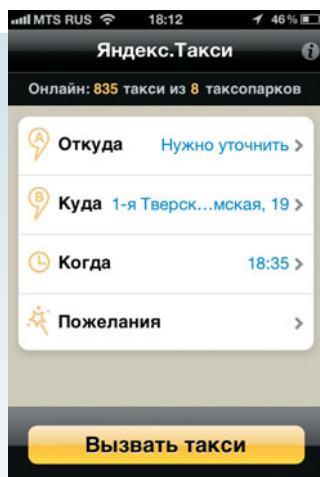 MTS RUS 18:12 46%
Яндекс.Такси
Онлайн: 835 такси из 8 таксопарков
A Откуда Нужно уточнить
B Куда 1-я Тверск...мская, 19
Когда 18:35
Пожелания
Вызвать такси